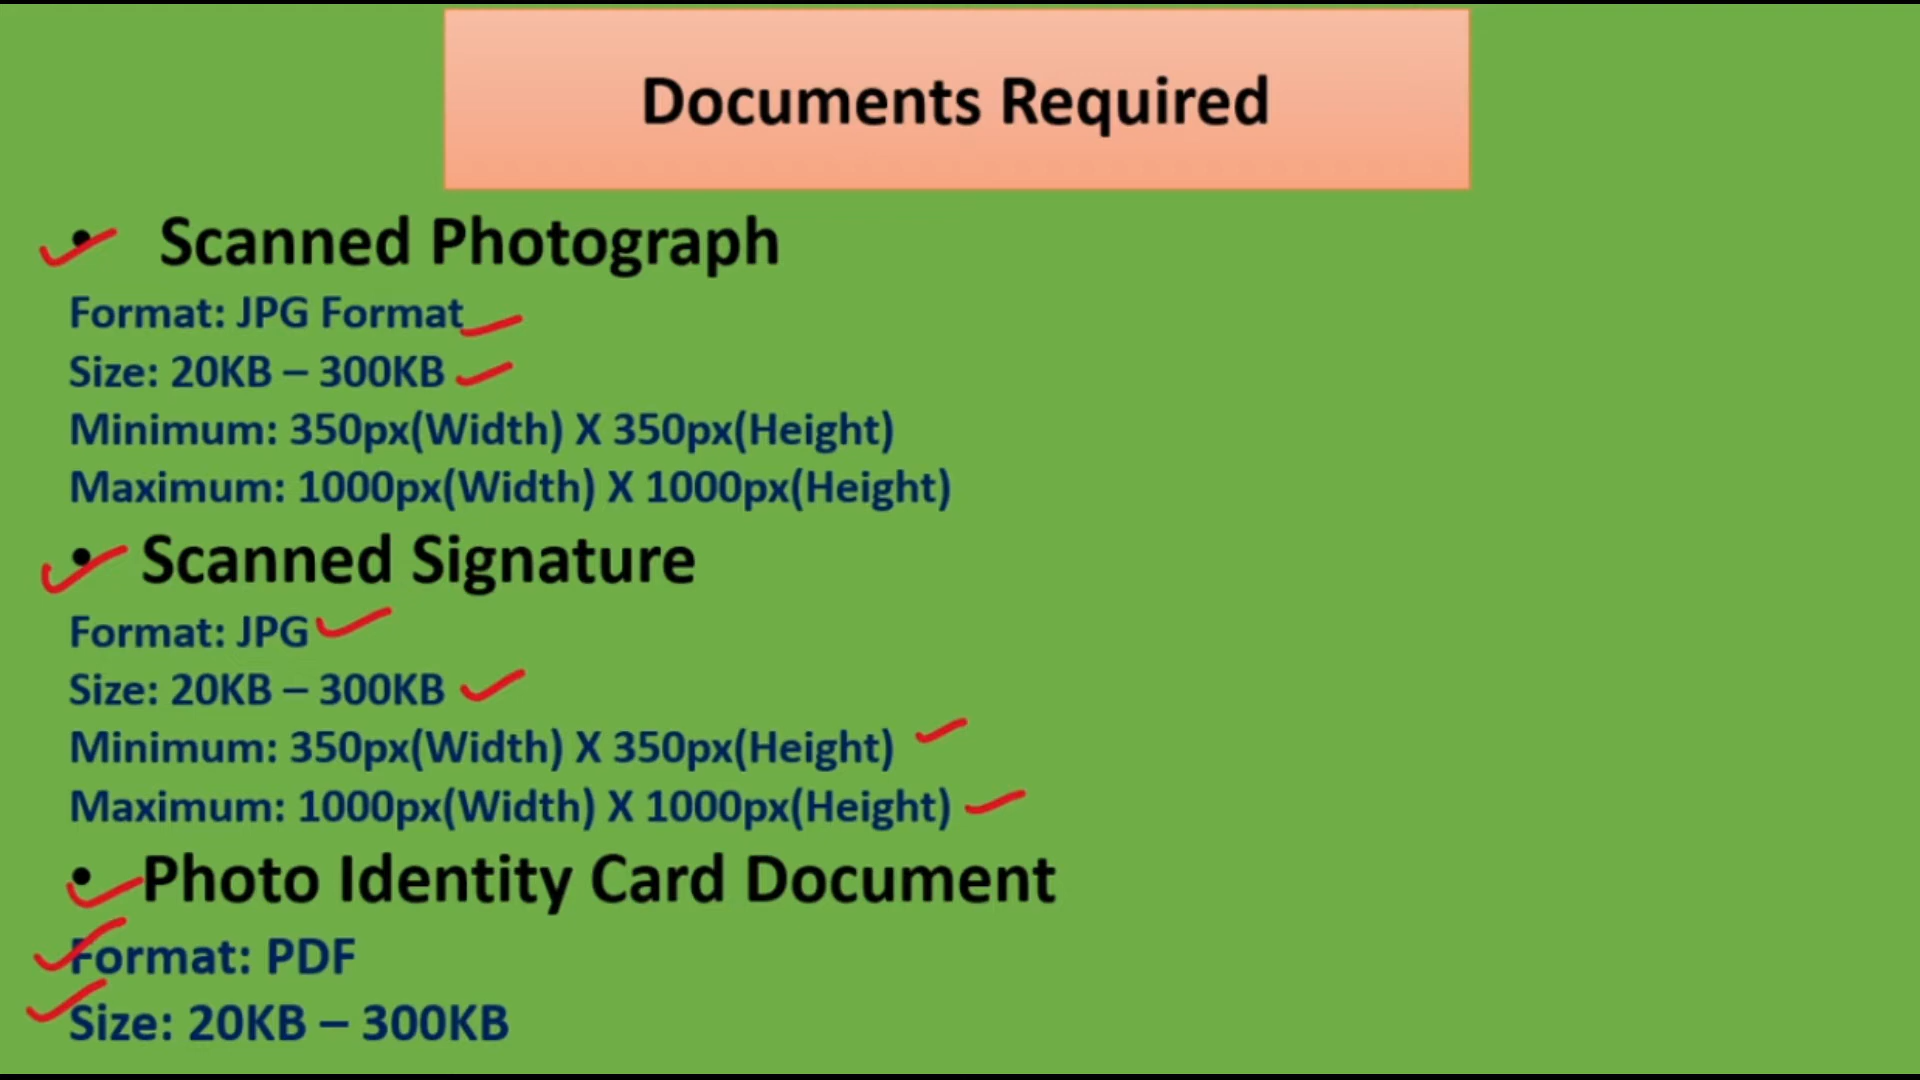 Documents Required
• Scanned Photograph
Format: JPG Format
Size: 20KB – 300KB
Minimum: 350px(Width) X 350px(Height)
Maximum: 1000px(Width) X 1000px(Height)
• Scanned Signature
Format: JPG
Size: 20KB – 300KB
Minimum: 350px(Width) X 350px(Height)
Maximum: 1000px(Width) X 1000px(Height)
• Photo Identity Card Document
Format: PDF
Size: 20KB – 300KB